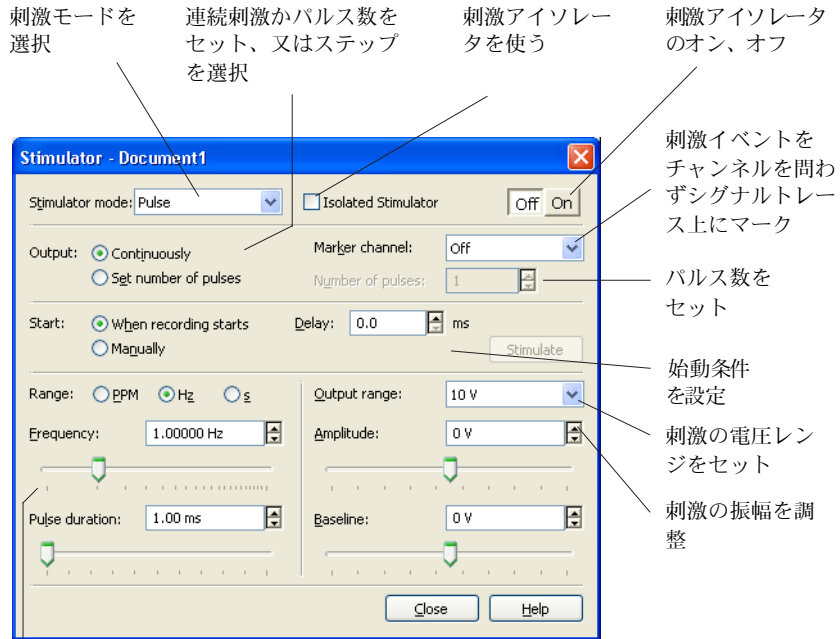 刺激モードを
選択
連続刺激かパルス数を
セット、又はステップ
を選択
刺激アイソレー
タを使う
刺激アイソレータ
のオン、オフ
Stimulator - Document1
Stimulator mode: Pulse
Isolated Stimulator
Off On
刺激イベントを
チャンネルを問わ
ずシグナルトレー
ス上にマーク
Output: Continuously
Set number of pulses
Marker channel: Off
Number of pulses: 1
パルス数を
セット
Start: When recording starts
Manually
Delay: 0.0 ms
Stimulate
始動条件
を設定
Range: PPM Hz s
Output range: 10 V
刺激の電圧レン
ジをセット
Frequency: 1.00000 Hz
Amplitude: 0 V
刺激の振幅を調
整
Pulse duration: 1.00 ms
Baseline: 0 V
Close Help